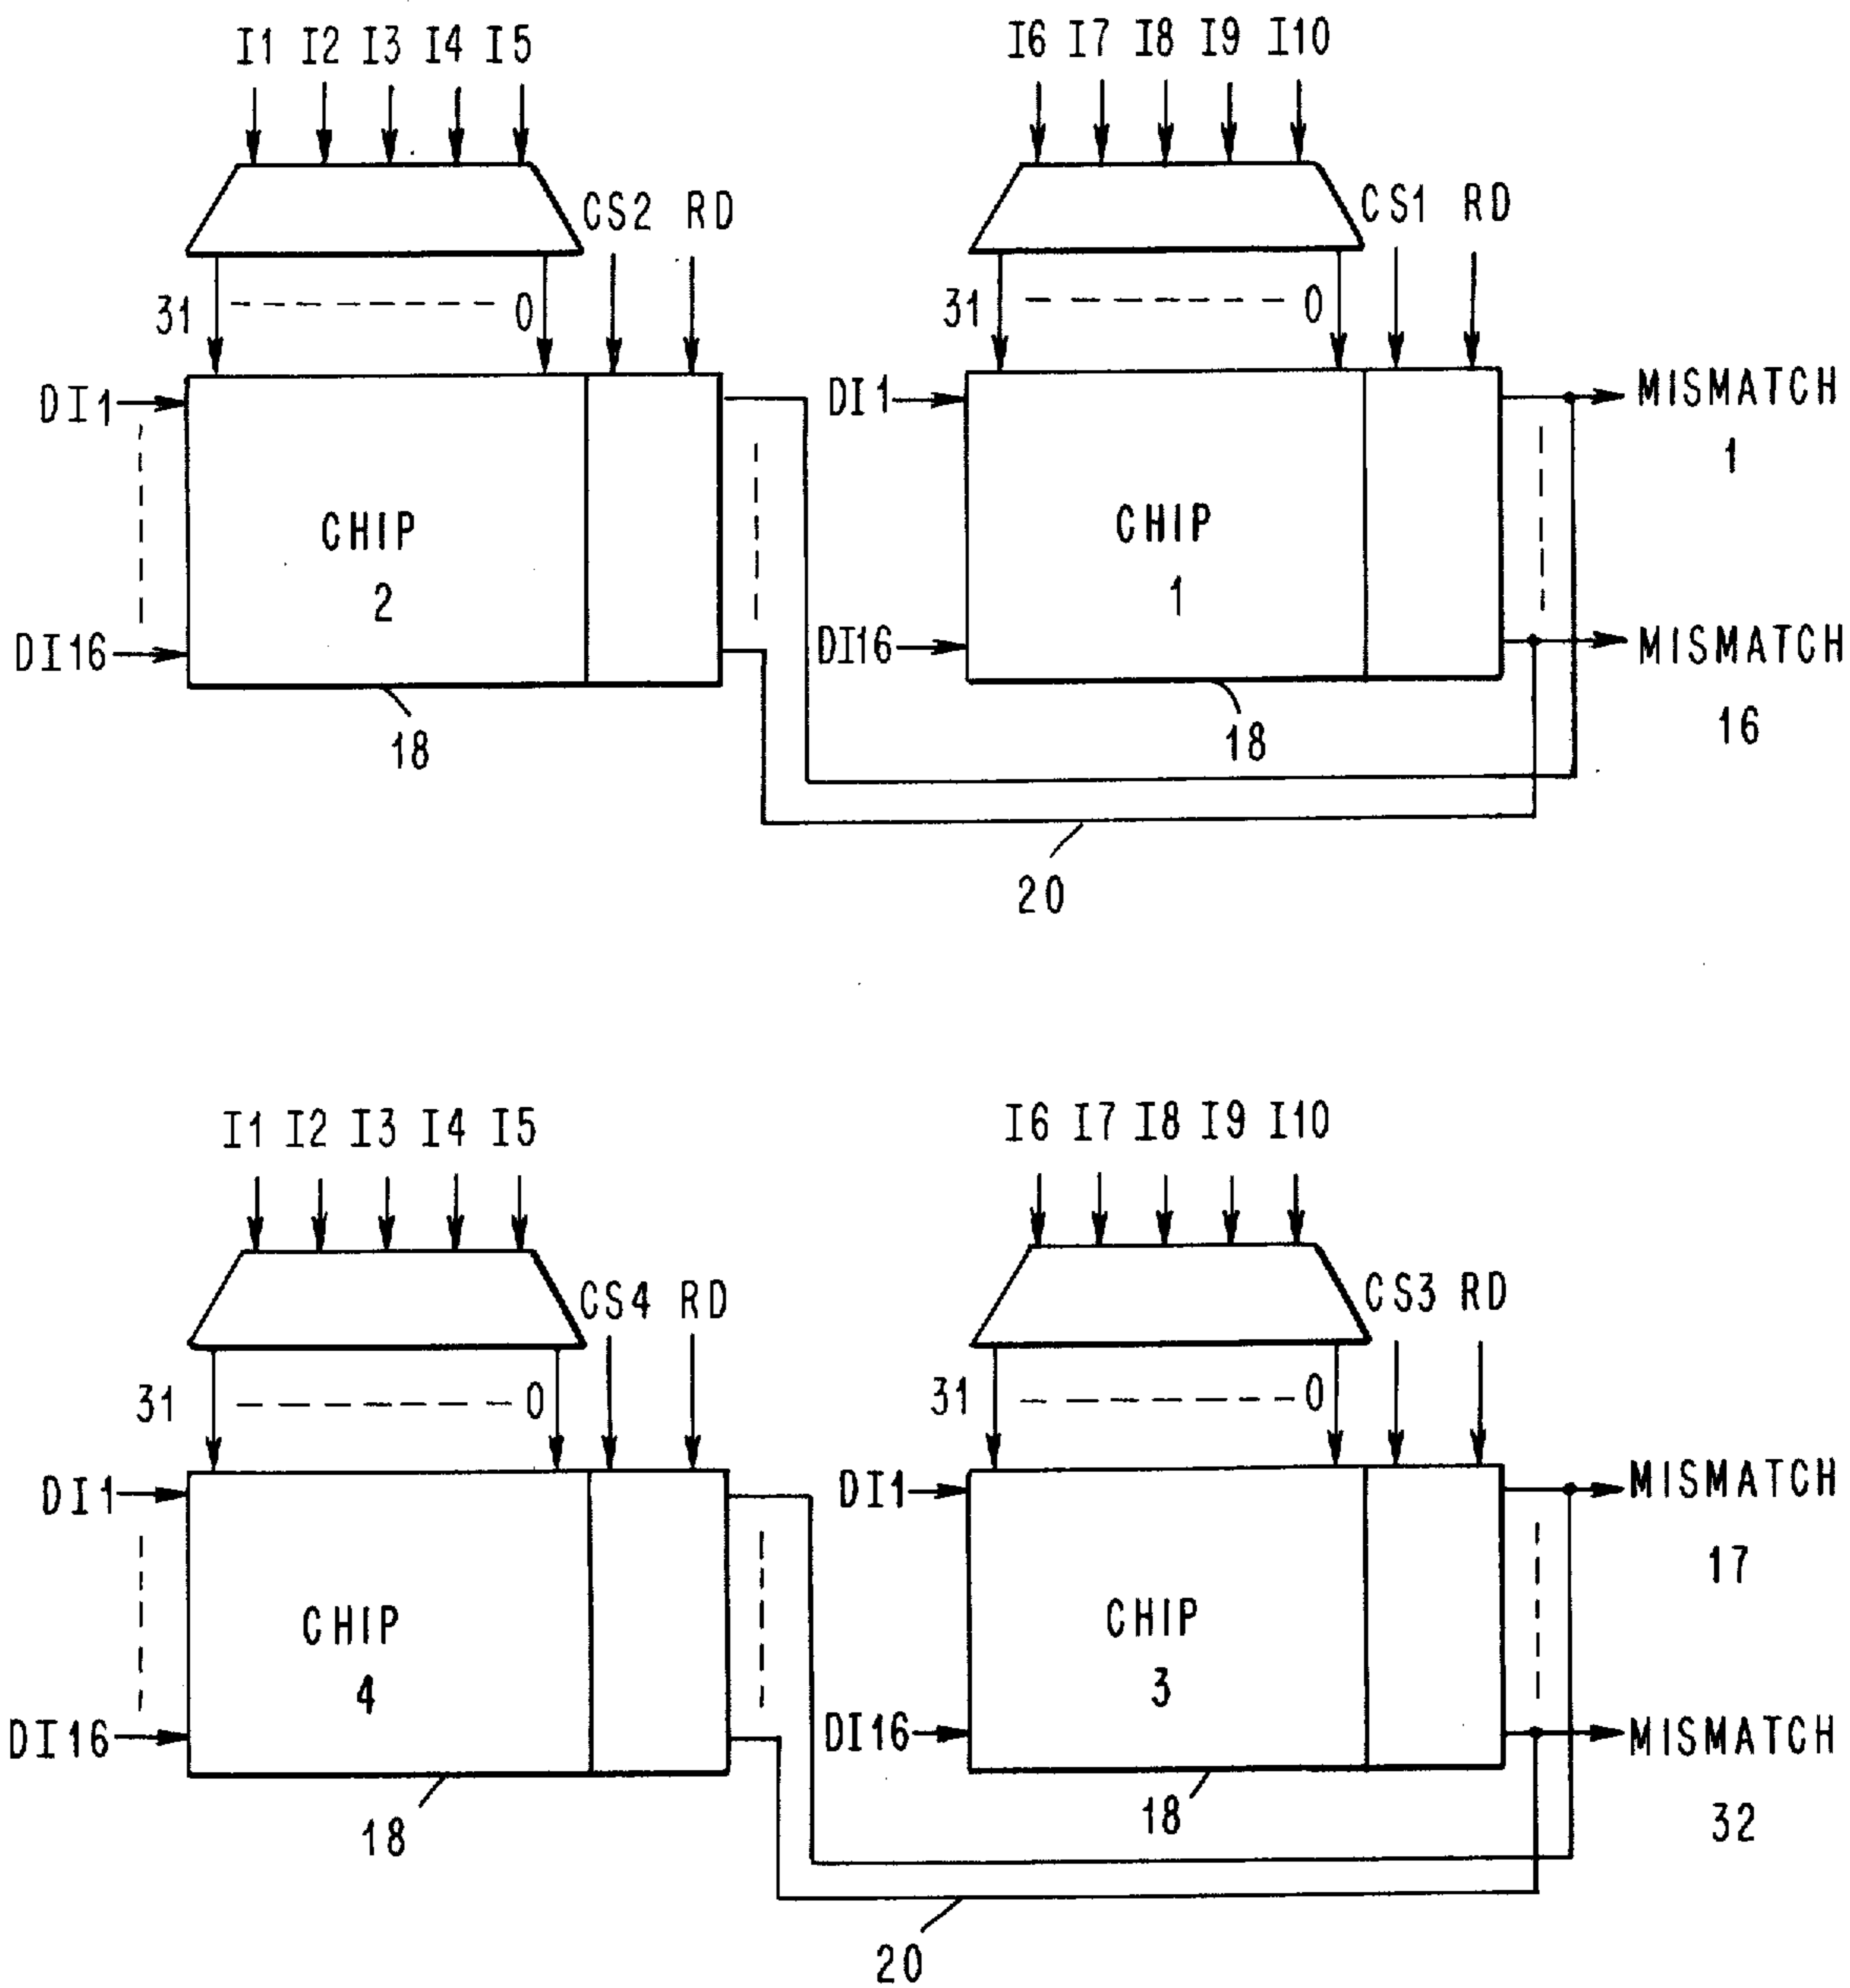 I1 I2 I3 I4 I5
I6 I7 I8 I9 I10
CS2 RD
CS1 RD
31 0
31 0
DI1
DI1
MISMATCH
1
CHIP
2
CHIP
1
DI16
DI16
MISMATCH
16
18
18
20
I1 I2 I3 I4 I5
I6 I7 I8 I9 I10
CS4 RD
CS3 RD
31 0
31 0
DI1
DI1
MISMATCH
17
CHIP
4
CHIP
3
DI16
DI16
MISMATCH
32
18
18
20